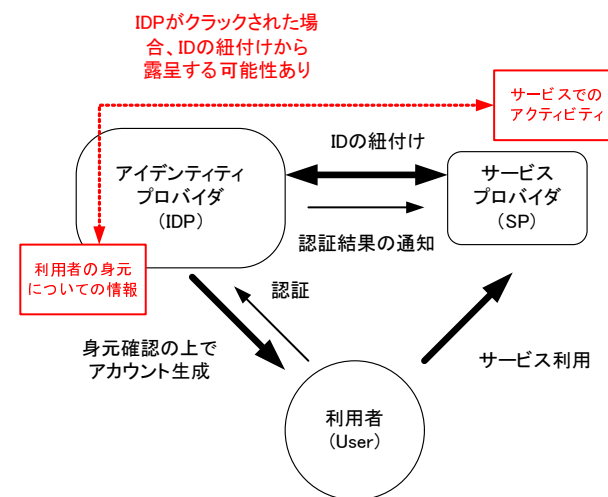 IDPがクラックされた場
合、IDの紐付けから
露呈する可能性あり
サービスでの
アクティビティ
IDの紐付け
アイデンティティ
プロバイダ
(IDP)
サービス
プロバイダ
(SP)
認証結果の通知
利用者の身元
についての情報
認証
身元確認の上で
アカウント生成
サービス利用
利用者
(User)